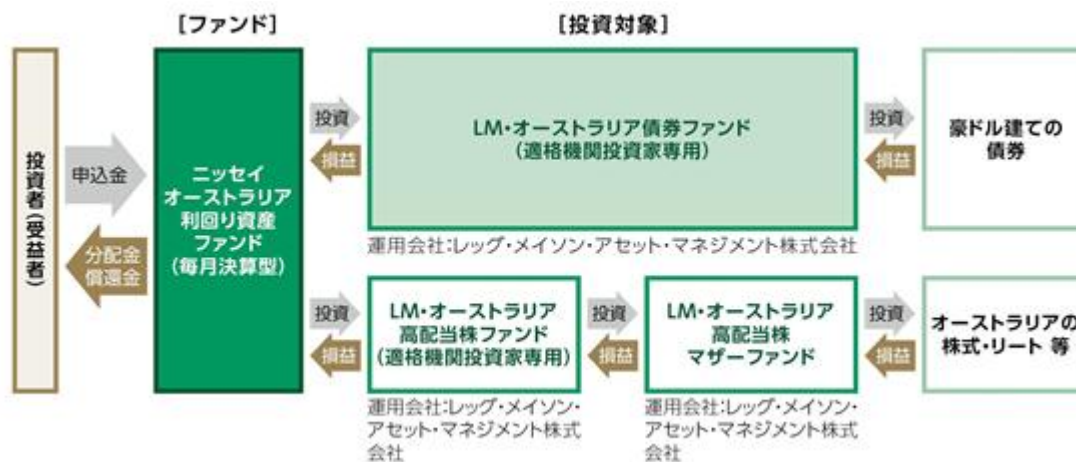 [ファンド]
[投資対象]
投資者(受益者)
申込金
分配金
償還金
ニッセイ
オーストラリア
利回り資産
ファンド
(毎月決算型)
投資
損益
LM・オーストラリア債券ファンド
(適格機関投資家専用)
運用会社:レッグ・メイソン・アセット・マネジメント株式会社
投資
損益
豪ドル建ての
債券
投資
損益
LM・オーストラリア
高配当株ファンド
(適格機関投資家専用)
運用会社:レッグ・メイソン・
アセット・マネジメント株式
会社
投資
損益
LM・オーストラリア
高配当株
マザーファンド
運用会社:レッグ・メイソン・
アセット・マネジメント株式
会社
投資
損益
オーストラリアの
株式・リート 等